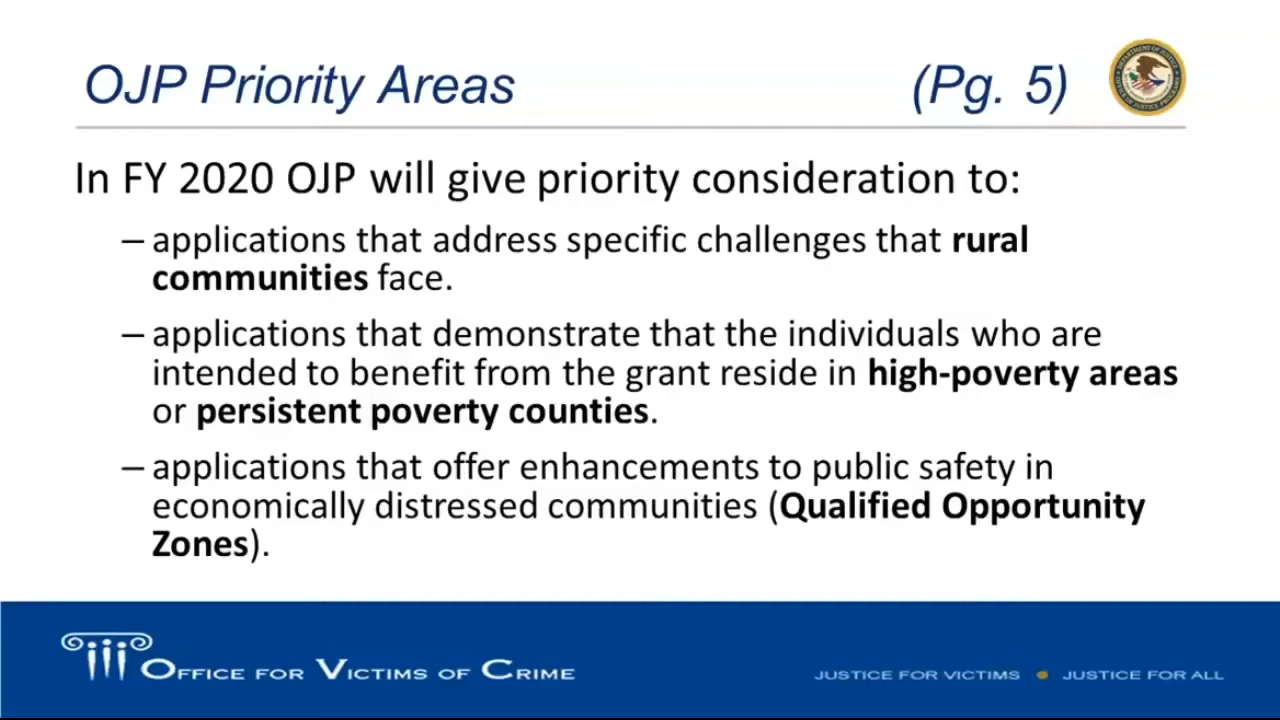 OJP Priority Areas (Pg. 5)
In FY 2020 OJP will give priority consideration to:
– applications that address specific challenges that rural
communities face.
– applications that demonstrate that the individuals who are
intended to benefit from the grant reside in high-poverty areas
or persistent poverty counties.
– applications that offer enhancements to public safety in
economically distressed communities (Qualified Opportunity
Zones).
OFFICE FOR VICTIMS OF CRIME
JUSTICE FOR VICTIMS • JUSTICE FOR ALL